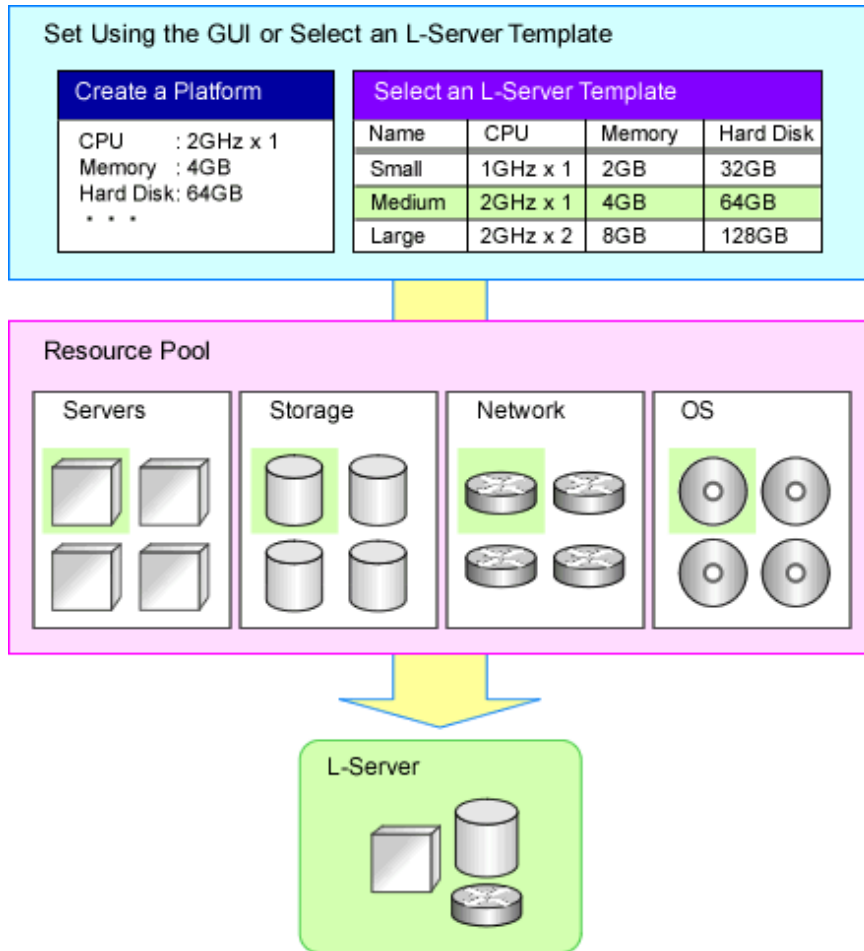 Set Using the GUI or Select an L-Server Template
Create a Platform
CPU : 2GHz x 1
Memory : 4GB
Hard Disk: 64GB
・・・
Select an L-Server Template
Name CPU Memory Hard Disk
Small 1GHz x 1 2GB 32GB
Medium 2GHz x 1 4GB 64GB
Large 2GHz x 2 8GB 128GB
Resource Pool
Servers Storage Network OS
L-Server